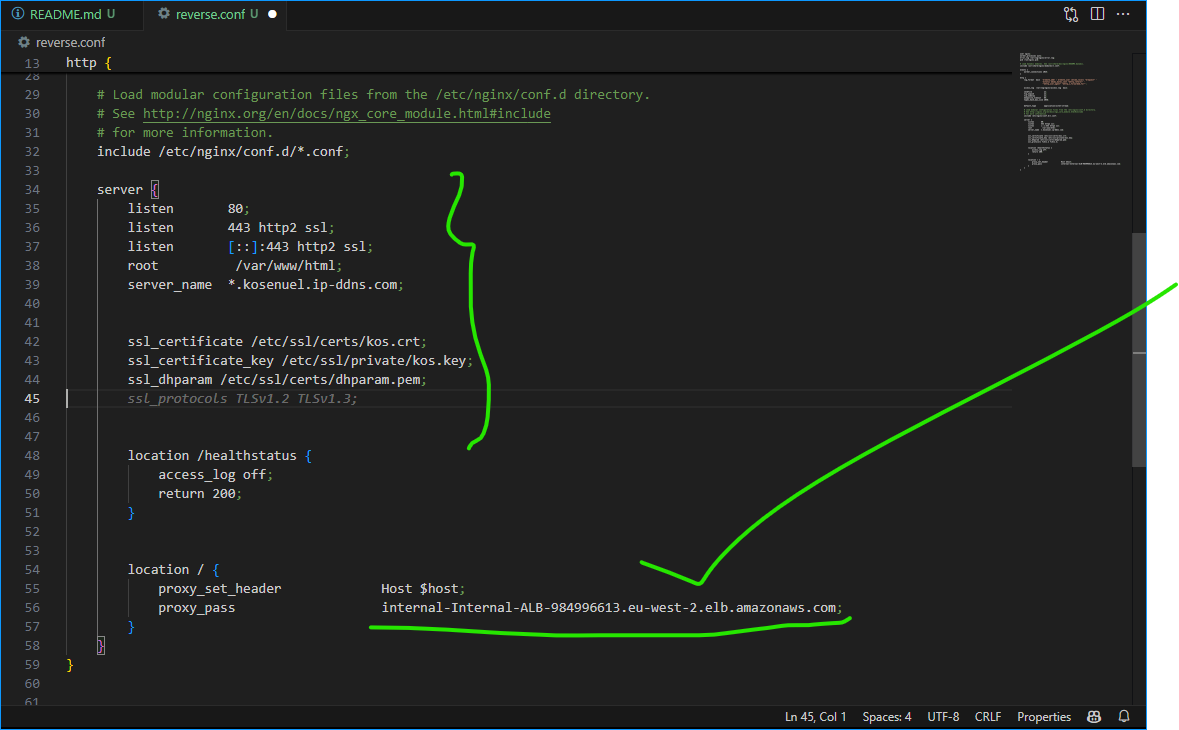 README.md U
reverse.conf U
reverse.conf
13 http {
28
29 # Load modular configuration files from the /etc/nginx/conf.d directory.
30 # See http://nginx.org/en/docs/ngx_core_module.html#include
31 # for more information.
32 include /etc/nginx/conf.d/*.conf;
33
34 server {
35 listen 80;
36 listen 443 http2 ssl;
37 listen [::]:443 http2 ssl;
38 root /var/www/html;
39 server_name *.kosenuel.ip-ddns.com;
40
41
42 ssl_certificate /etc/ssl/certs/kos.crt;
43 ssl_certificate_key /etc/ssl/private/kos.key;
44 ssl_dhparam /etc/ssl/certs/dhparam.pem;
45 ssl_protocols TLSv1.2 TLSv1.3;
46
47
48 location /healthstatus {
49 access_log off;
50 return 200;
51 }
52
53
54 location / {
55 proxy_set_header Host $host;
56 proxy_pass internal-Internal-ALB-984996613.eu-west-2.elb.amazonaws.com;
57 }
58 }
59 }
60
61
Ln 45, Col 1 Spaces: 4 UTF-8 CRLF Properties